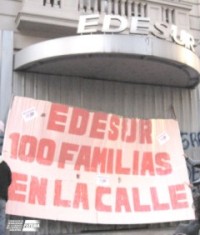 EDESUR
EDESUR
100 FAMILIAS
EN LA CALLE